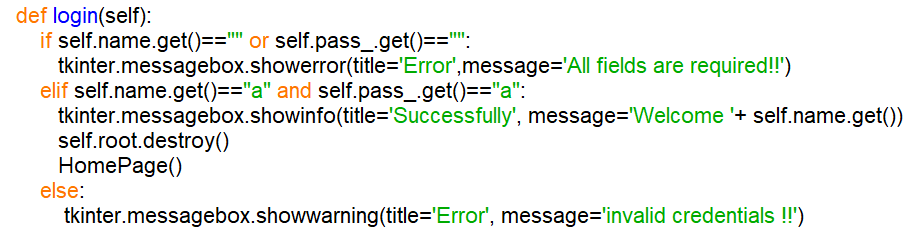 def login(self):
if self.name.get()=="" or self.pass_.get()=="":
tkinter.messagebox.showerror(title='Error',message='All fields are required!!')
elif self.name.get()=="a" and self.pass_.get()=="a":
tkinter.messagebox.showinfo(title='Successfully', message='Welcome '+ self.name.get())
self.root.destroy()
HomePage()
else:
tkinter.messagebox.showwarning(title='Error', message='invalid credentials !!')